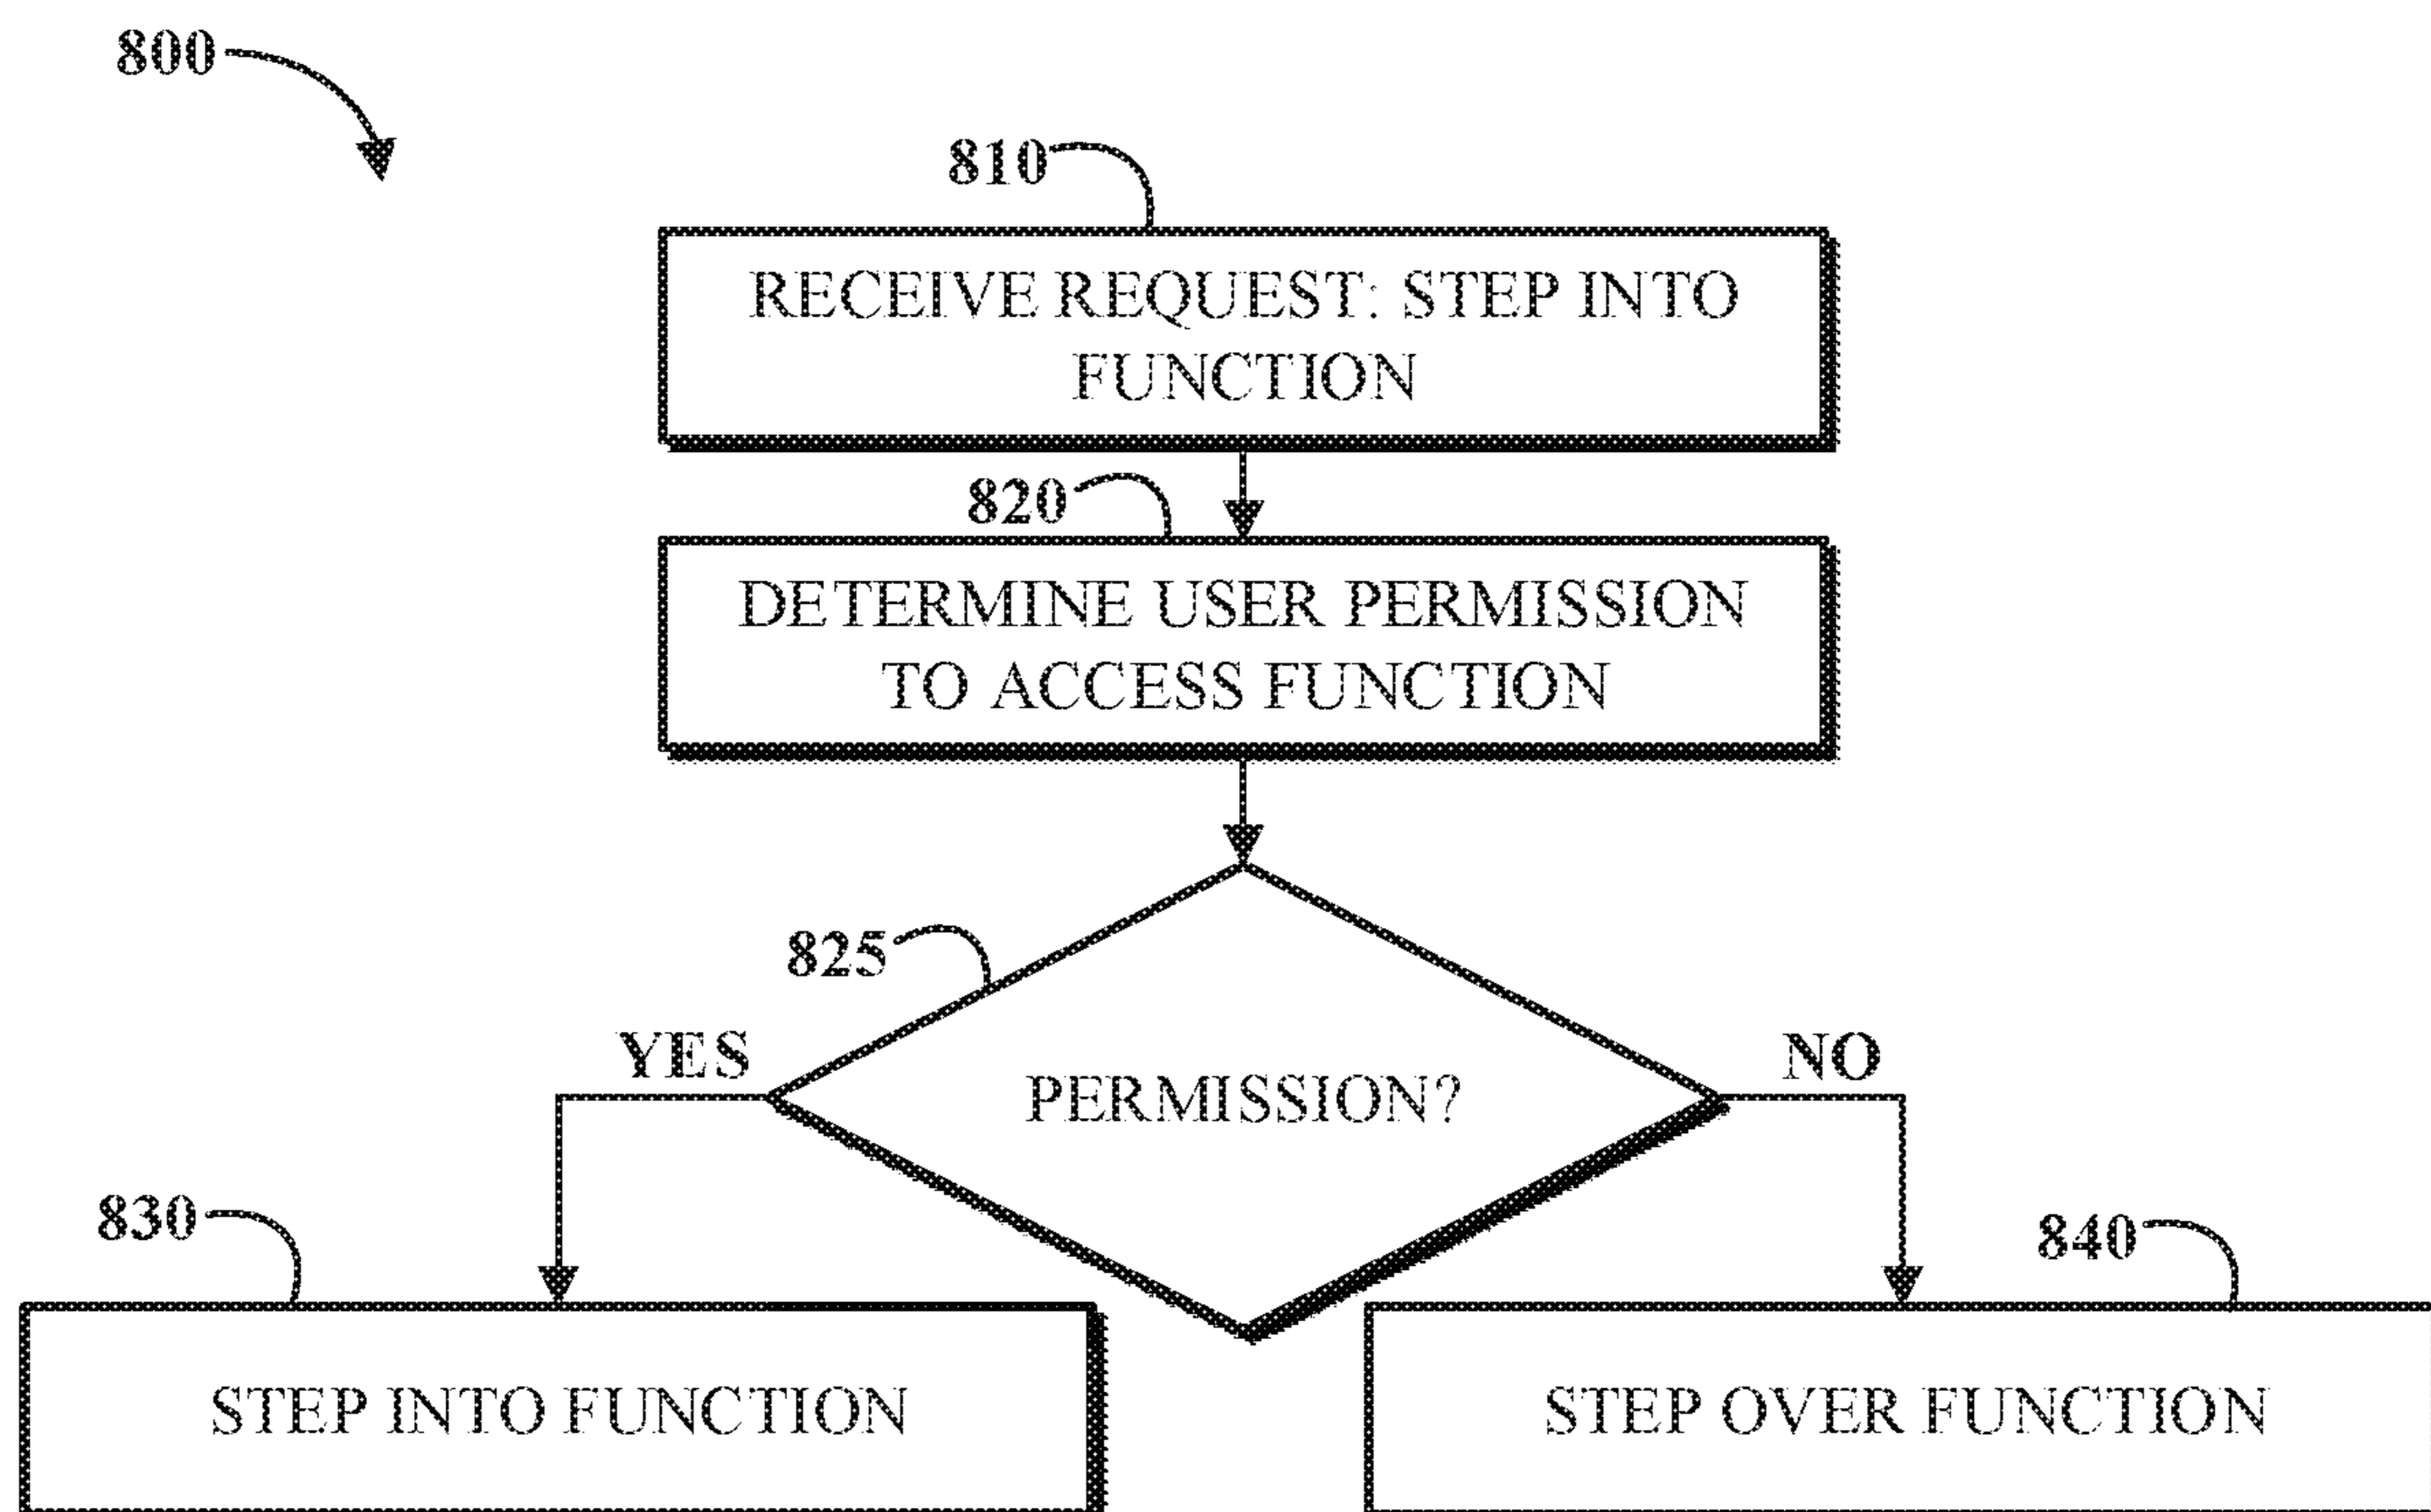 800
810
RECEIVE REQUEST: STEP INTO
FUNCTION
820
DETERMINE USER PERMISSION
TO ACCESS FUNCTION
825
YES
PERMISSION?
NO
830
840
STEP INTO FUNCTION
STEP OVER FUNCTION